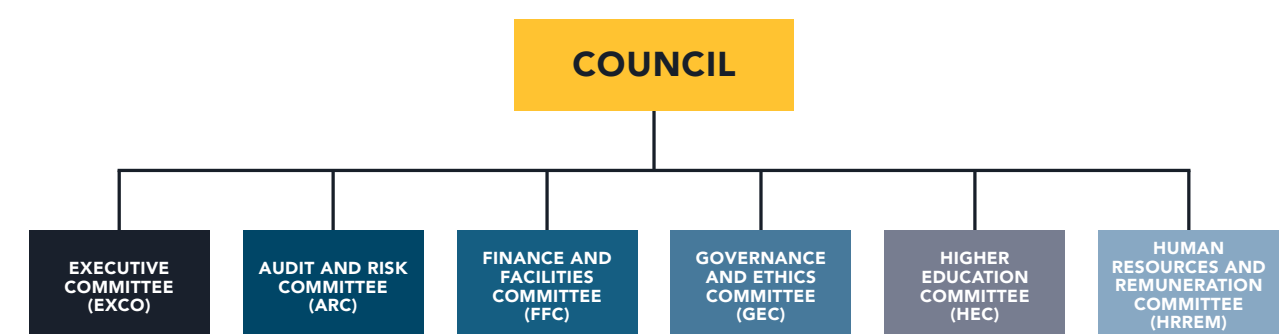 COUNCIL
EXECUTIVE
COMMITTEE
(EXCO)
AUDIT AND RISK
COMMITTEE
(ARC)
FINANCE AND
FACILITIES
COMMITTEE
(FFC)
GOVERNANCE
AND ETHICS
COMMITTEE
(GEC)
HIGHER
EDUCATION
COMMITTEE
(HEC)
HUMAN
RESOURCES AND
REMUNERATION
COMMITTEE
(HRREM)